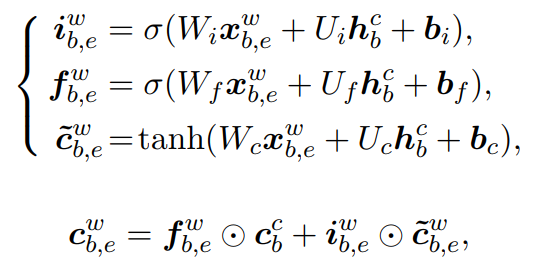 i^w_{b,e} = σ(W_i x^w_{b,e} + U_i h^c_b + b_i),
f^w_{b,e} = σ(W_f x^w_{b,e} + U_f h^c_b + b_f),
c̃^w_{b,e} = tanh(W_c x^w_{b,e} + U_c h^c_b + b_c),
c^w_{b,e} = f^w_{b,e} ⊙ c^c_b + i^w_{b,e} ⊙ c̃^w_{b,e},